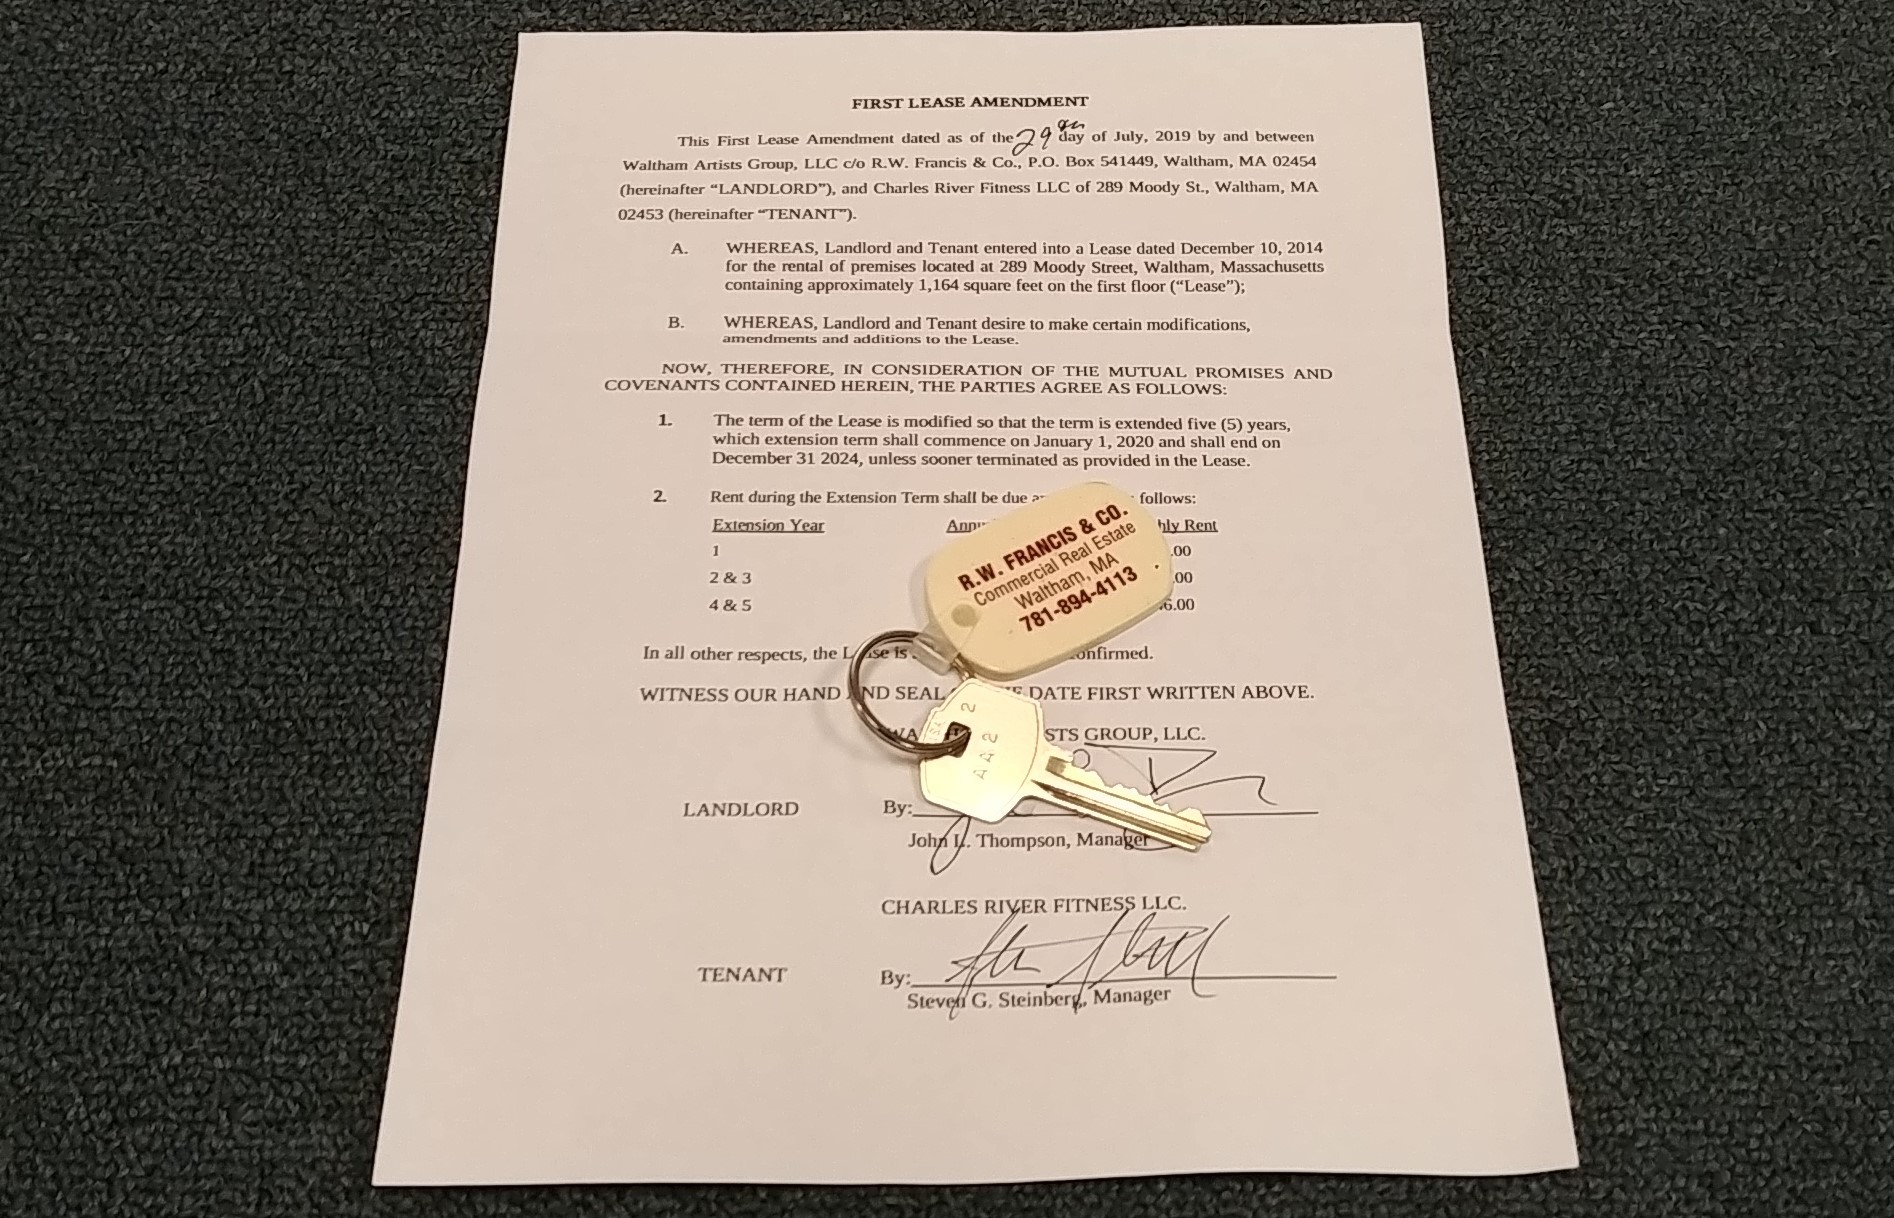 FIRST LEASE AMENDMENT
This First Lease Amendment dated as of the 29th day of July, 2019 by and between
Waltham Artists Group, LLC c/o R.W. Francis & Co., P.O. Box 541449, Waltham, MA 02454
(hereinafter “LANDLORD”), and Charles River Fitness LLC of 289 Moody St., Waltham, MA
02453 (hereinafter “TENANT”).
A. WHEREAS, Landlord and Tenant entered into a Lease dated December 10, 2014
for the rental of premises located at 289 Moody Street, Waltham, Massachusetts
containing approximately 1,164 square feet on the first floor (“Lease”);
B. WHEREAS, Landlord and Tenant desire to make certain modifications,
amendments and additions to the Lease.
NOW, THEREFORE, IN CONSIDERATION OF THE MUTUAL PROMISES AND
COVENANTS CONTAINED HEREIN, THE PARTIES AGREE AS FOLLOWS:
1. The term of the Lease is modified so that the term is extended five (5) years,
which extension term shall commence on January 1, 2020 and shall end on
December 31 2024, unless sooner terminated as provided in the Lease.
2. Rent during the Extension Term shall be due follows:
Extension Year Rent
1 .00
2 & 3 .00
4 & 5 6.00
In all other respects, the Lease is confirmed.
WITNESS OUR HAND AND SEAL DATE FIRST WRITTEN ABOVE.
GROUP, LLC.
LANDLORD By:
John L. Thompson, Manager
CHARLES RIVER FITNESS LLC.
TENANT By:
Steven G. Steinberg, Manager
R.W. FRANCIS & CO.
Commercial Real Estate
Waltham, MA
781-894-4113
2
AA2